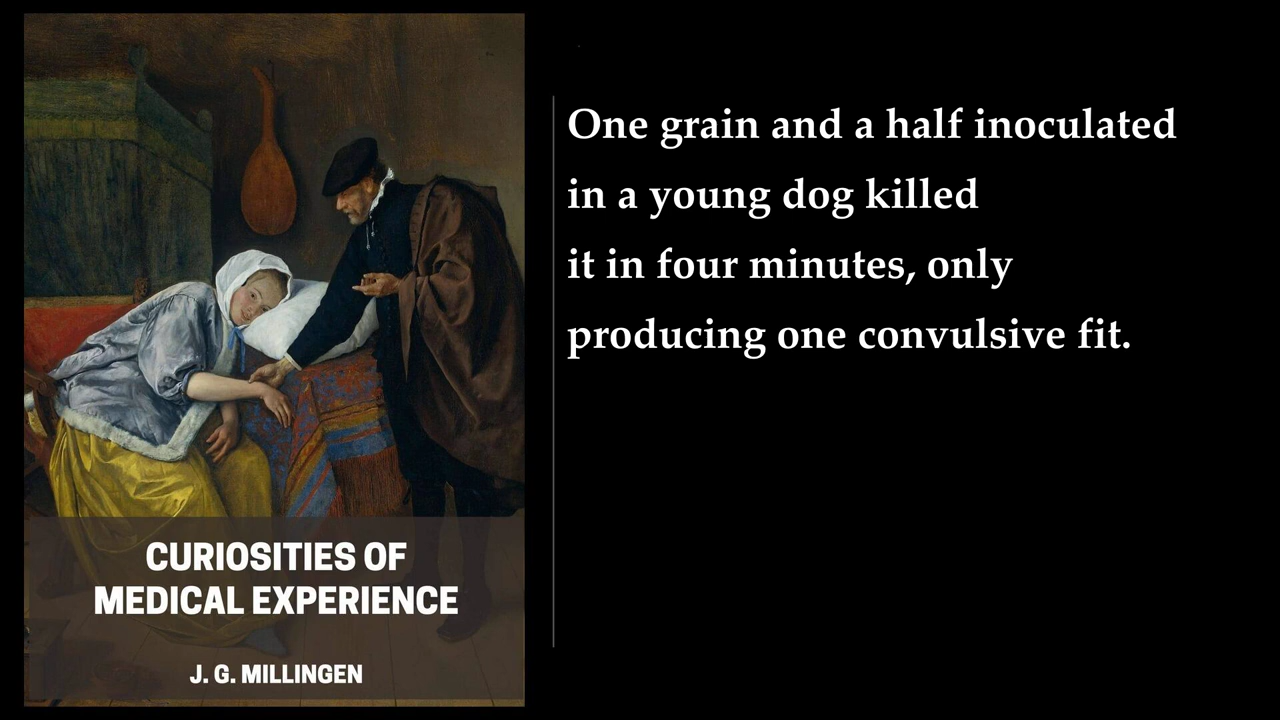 One grain and a half inoculated
in a young dog killed
it in four minutes, only
producing one convulsive fit.
CURIOSITIES OF
MEDICAL EXPERIENCE
J. G. MILLINGEN